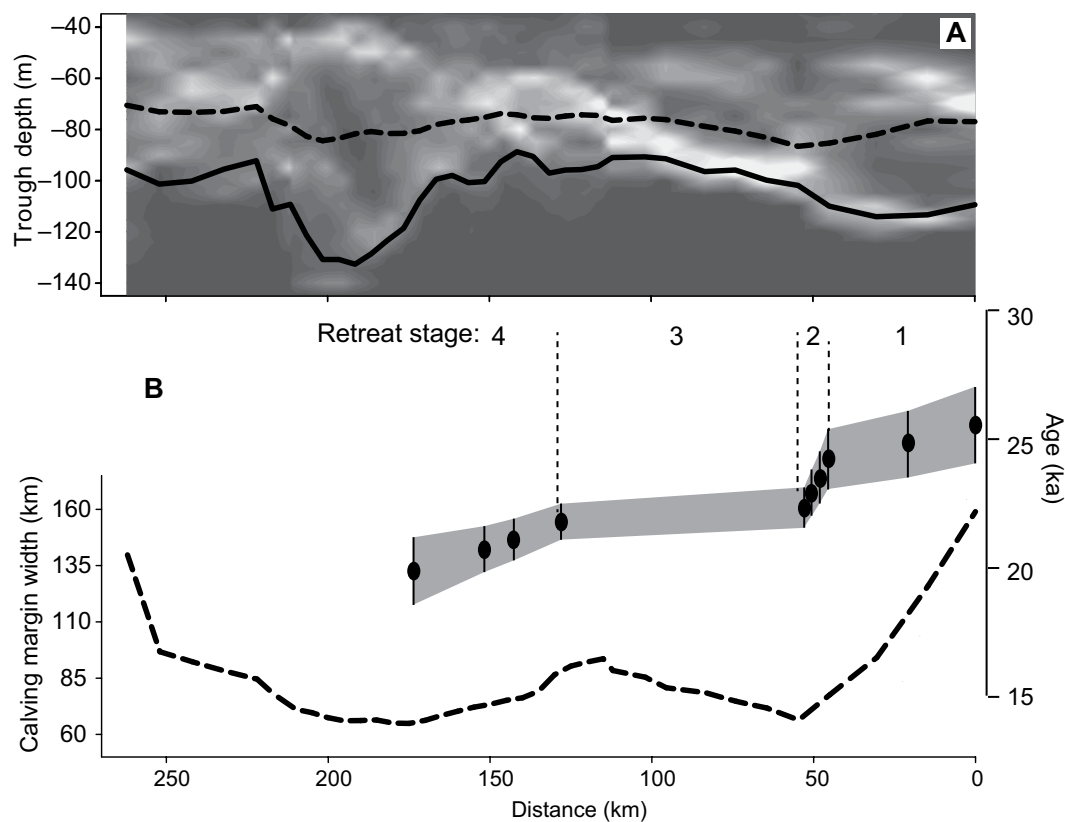 A
Trough depth (m)
–40
–60
–80
–100
–120
–140
Retreat stage: 4 3 2 1
B
Calving margin width (km)
160
135
110
85
60
30
25
20
15
Age (ka)
250 200 150 100 50 0
Distance (km)